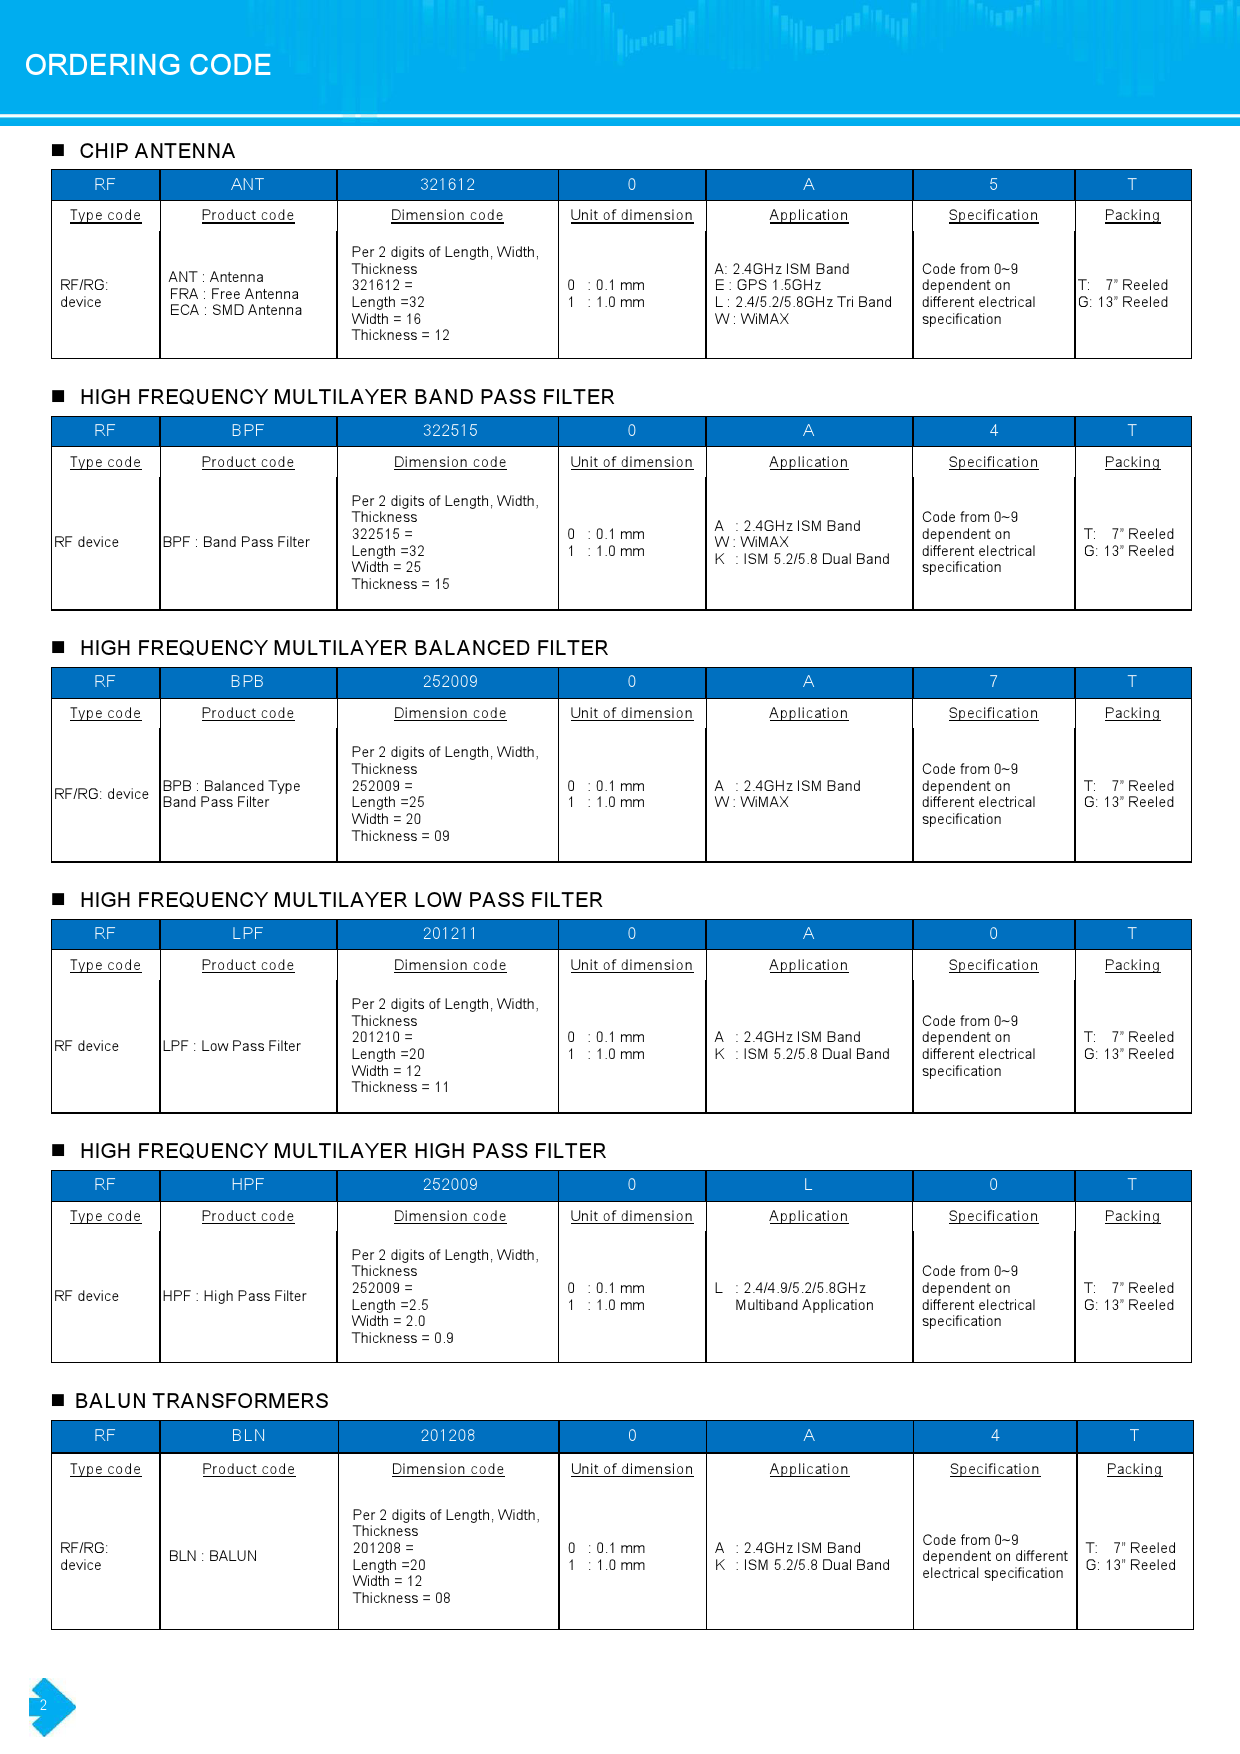 ORDERING CODE
■ CHIP ANTENNA
RF ANT 321612 0 A 5 T
Type code Product code Dimension code Unit of dimension Application Specification Packing
RF/RG:
device
ANT : Antenna
FRA : Free Antenna
ECA : SMD Antenna
Per 2 digits of Length, Width,
Thickness
321612 =
Length =32
Width = 16
Thickness = 12
0 : 0.1 mm
1 : 1.0 mm
A: 2.4GHz ISM Band
E : GPS 1.5GHz
L : 2.4/5.2/5.8GHz Tri Band
W : WiMAX
Code from 0~9
dependent on
different electrical
specification
T: 7” Reeled
G: 13” Reeled
■ HIGH FREQUENCY MULTILAYER BAND PASS FILTER
RF BPF 322515 0 A 4 T
Type code Product code Dimension code Unit of dimension Application Specification Packing
RF device
BPF : Band Pass Filter
Per 2 digits of Length, Width,
Thickness
322515 =
Length =32
Width = 25
Thickness = 15
0 : 0.1 mm
1 : 1.0 mm
A : 2.4GHz ISM Band
W : WiMAX
K : ISM 5.2/5.8 Dual Band
Code from 0~9
dependent on
different electrical
specification
T: 7” Reeled
G: 13” Reeled
■ HIGH FREQUENCY MULTILAYER BALANCED FILTER
RF BPB 252009 0 A 7 T
Type code Product code Dimension code Unit of dimension Application Specification Packing
RF/RG: device
BPB : Balanced Type
Band Pass Filter
Per 2 digits of Length, Width,
Thickness
252009 =
Length =25
Width = 20
Thickness = 09
0 : 0.1 mm
1 : 1.0 mm
A : 2.4GHz ISM Band
W : WiMAX
Code from 0~9
dependent on
different electrical
specification
T: 7” Reeled
G: 13” Reeled
■ HIGH FREQUENCY MULTILAYER LOW PASS FILTER
RF LPF 201211 0 A 0 T
Type code Product code Dimension code Unit of dimension Application Specification Packing
RF device
LPF : Low Pass Filter
Per 2 digits of Length, Width,
Thickness
201210 =
Length =20
Width = 12
Thickness = 11
0 : 0.1 mm
1 : 1.0 mm
A : 2.4GHz ISM Band
K : ISM 5.2/5.8 Dual Band
Code from 0~9
dependent on
different electrical
specification
T: 7” Reeled
G: 13” Reeled
■ HIGH FREQUENCY MULTILAYER HIGH PASS FILTER
RF HPF 252009 0 L 0 T
Type code Product code Dimension code Unit of dimension Application Specification Packing
RF device
HPF : High Pass Filter
Per 2 digits of Length, Width,
Thickness
252009 =
Length =2.5
Width = 2.0
Thickness = 0.9
0 : 0.1 mm
1 : 1.0 mm
L : 2.4/4.9/5.2/5.8GHz
Multiband Application
Code from 0~9
dependent on
different electrical
specification
T: 7” Reeled
G: 13” Reeled
■ BALUN TRANSFORMERS
RF BLN 201208 0 A 4 T
Type code Product code Dimension code Unit of dimension Application Specification Packing
RF/RG:
device
BLN : BALUN
Per 2 digits of Length, Width,
Thickness
201208 =
Length =20
Width = 12
Thickness = 08
0 : 0.1 mm
1 : 1.0 mm
A : 2.4GHz ISM Band
K : ISM 5.2/5.8 Dual Band
Code from 0~9
dependent on different
electrical specification
T: 7” Reeled
G: 13” Reeled
2